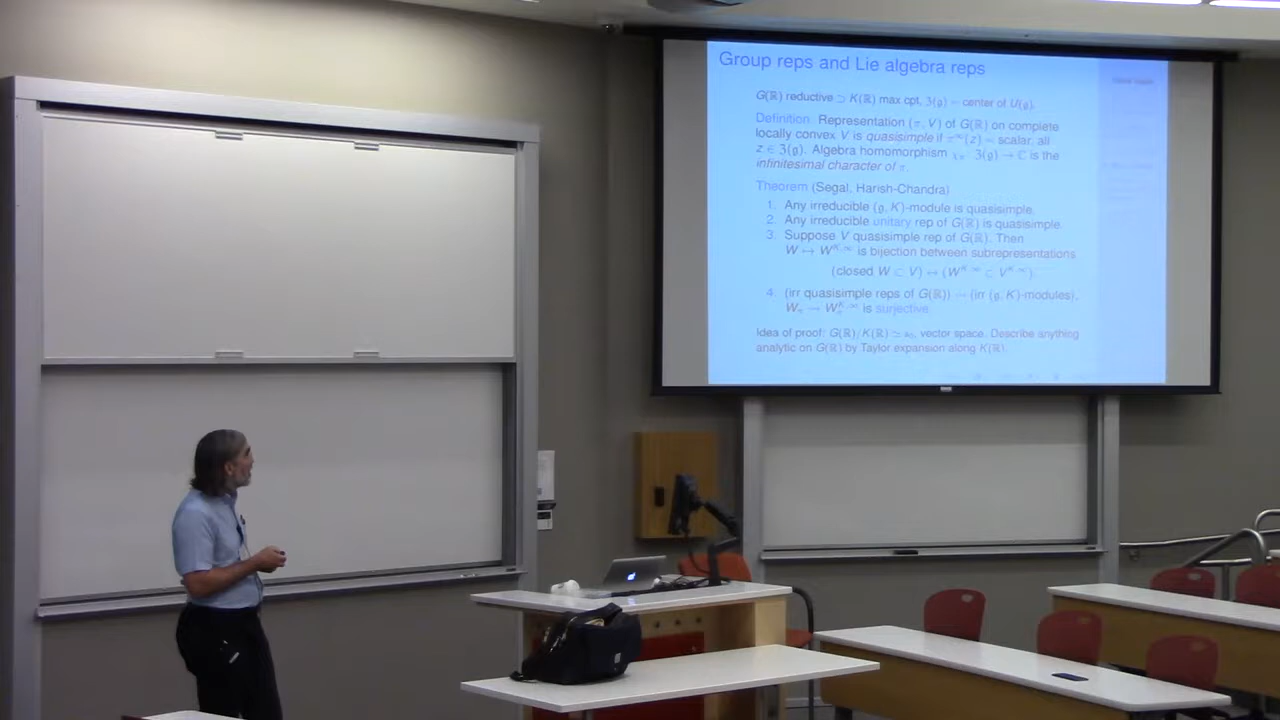 Group reps and Lie algebra reps
G(ℝ) reductive ⊃ K(ℝ) max cpt, ℨ(𝔤) = center of U(𝔤).
Definition. Representation (π, V) of G(ℝ) on complete
locally convex V is quasisimple if π^∞(z) = scalar, all
z ∈ ℨ(𝔤). Algebra homomorphism χ_π: ℨ(𝔤) → ℂ is the
infinitesimal character of π.
Theorem (Segal, Harish-Chandra)
1. Any irreducible (𝔤, K)-module is quasisimple.
2. Any irreducible unitary rep of G(ℝ) is quasisimple.
3. Suppose V quasisimple rep of G(ℝ). Then
W ↔ W^{K,∞} is bijection between subrepresentations
(closed W ⊂ V) ↔ (W^{K,∞} ⊂ V^{K,∞}).
4. (irr quasisimple reps of G(ℝ)) → (irr (𝔤, K)-modules),
W_π → W_π^{K,∞} is surjective.
Idea of proof: G(ℝ)/K(ℝ) ≃ 𝔰₀, vector space. Describe anything
analytic on G(ℝ) by Taylor expansion along K(ℝ).